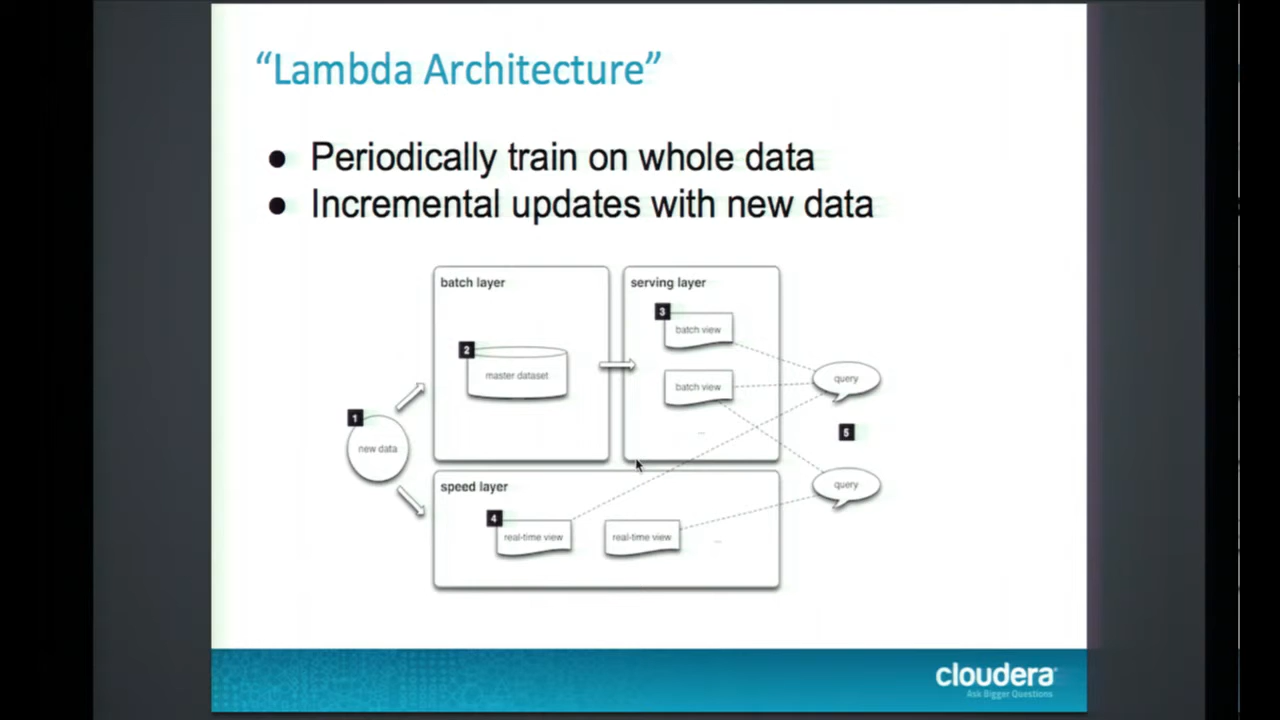 “Lambda Architecture”
● Periodically train on whole data
● Incremental updates with new data
batch layer
serving layer
3
batch view
2
master dataset
batch view
query
1
new data
5
speed layer
query
4
real-time view
real-time view
cloudera
Ask Bigger Questions